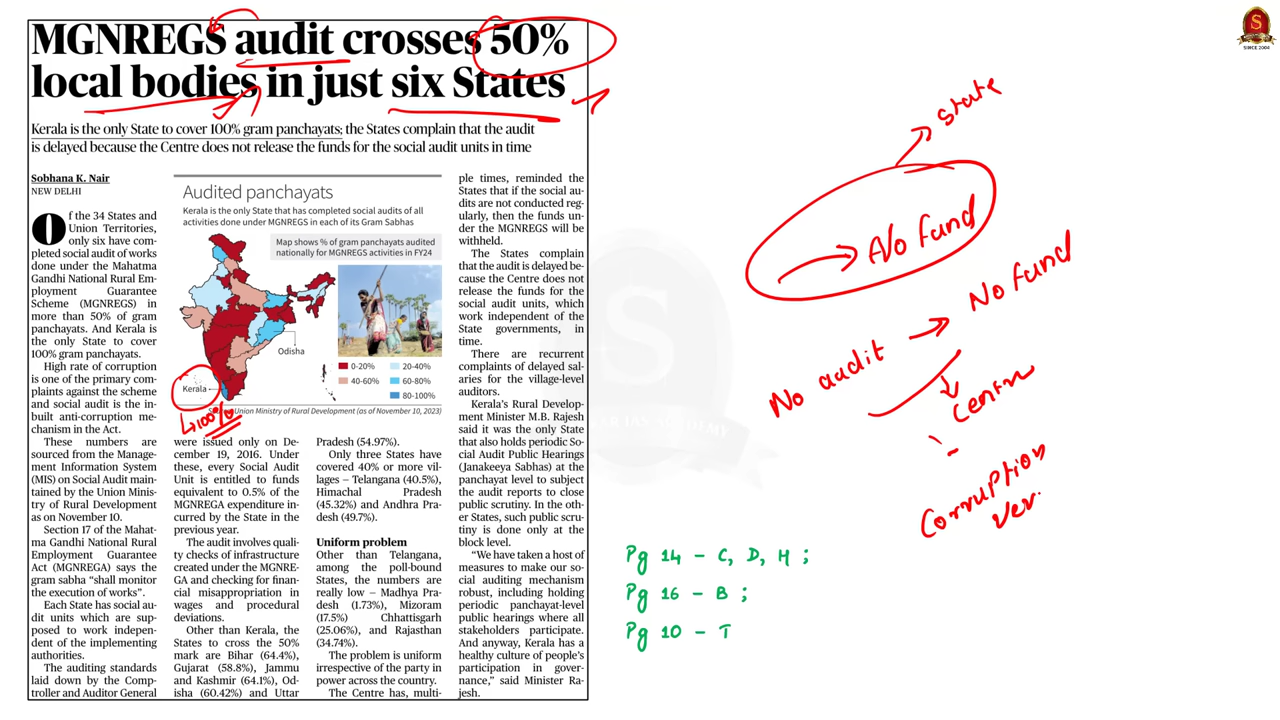 MGNREGS audit crosses 50%
local bodies in just six States
Kerala is the only State to cover 100% gram panchayats; the States complain that the audit
is delayed because the Centre does not release the funds for the social audit units in time
Sobhana K. Nair
NEW DELHI
Of the 34 States and
Union Territories,
only six have com-
pleted social audit of works
done under the Mahatma
Gandhi National Rural Em-
ployment Guarantee
Scheme (MGNREGS) in
more than 50% of gram
panchayats. And Kerala is
the only State to cover
100% gram panchayats.
High rate of corruption
is one of the primary com-
plaints against the scheme
and social audit is the in-
built anti-corruption me-
chanism in the Act.
These numbers are
sourced from the Manage-
ment Information System
(MIS) on Social Audit main-
tained by the Union Minis-
try of Rural Development
as on November 10.
Section 17 of the Mahat-
ma Gandhi National Rural
Employment Guarantee
Act (MGNREGA) says the
gram sabha “shall monitor
the execution of works”.
Each State has social au-
dit units which are sup-
posed to work indepen-
dent of the implementing
authorities.
The auditing standards
laid down by the Comp-
troller and Auditor General
Audited panchayats
Kerala is the only State that has completed social audits of all
activities done under MGNREGS in each of its Gram Sabhas
Map shows % of gram panchayats audited
nationally for MGNREGS activities in FY24
Odisha
Kerala
0-20%
20-40%
40-60%
60-80%
80-100%
Union Ministry of Rural Development (as of November 10, 2023)
100%
were issued only on De-
cember 19, 2016. Under
these, every Social Audit
Unit is entitled to funds
equivalent to 0.5% of the
MGNREGA expenditure in-
curred by the State in the
previous year.
The audit involves quali-
ty checks of infrastructure
created under the MGNRE-
GA and checking for finan-
cial misappropriation in
wages and procedural
deviations.
Other than Kerala, the
States to cross the 50%
mark are Bihar (64.4%),
Gujarat (58.8%), Jammu
and Kashmir (64.1%), Od-
isha (60.42%) and Uttar
Pradesh (54.97%).
Only three States have
covered 40% or more vil-
lages – Telangana (40.5%),
Himachal Pradesh
(45.32%) and Andhra Pra-
desh (49.7%).
Uniform problem
Other than Telangana,
among the poll-bound
States, the numbers are
really low – Madhya Pra-
desh (1.73%), Mizoram
(17.5%) Chhattisgarh
(25.06%), and Rajasthan
(34.74%).
The problem is uniform
irrespective of the party in
power across the country.
The Centre has, multi-
ple times, reminded the
States that if the social au-
dits are not conducted reg-
ularly, then the funds un-
der the MGNREGS will be
withheld.
The States complain
that the audit is delayed be-
cause the Centre does not
release the funds for the
social audit units, which
work independent of the
State governments, in
time.
There are recurrent
complaints of delayed sal-
aries for the village-level
auditors.
Kerala’s Rural Develop-
ment Minister M.B. Rajesh
said it was the only State
that also holds periodic So-
cial Audit Public Hearings
(Janakeeya Sabhas) at the
panchayat level to subject
the audit reports to close
public scrutiny. In the oth-
er States, such public scru-
tiny is done only at the
block level.
“We have taken a host of
measures to make our so-
cial auditing mechanism
robust, including holding
periodic panchayat-level
public hearings where all
stakeholders participate.
And anyway, Kerala has a
healthy culture of people’s
participation in gover-
nance,” said Minister Ra-
jesh.
state
No fund
No audit → No fund
Centre
Corruption
ver.
Pg 14 - C, D, H ;
Pg 16 - B ;
Pg 10 - T
S
SINCE 2004